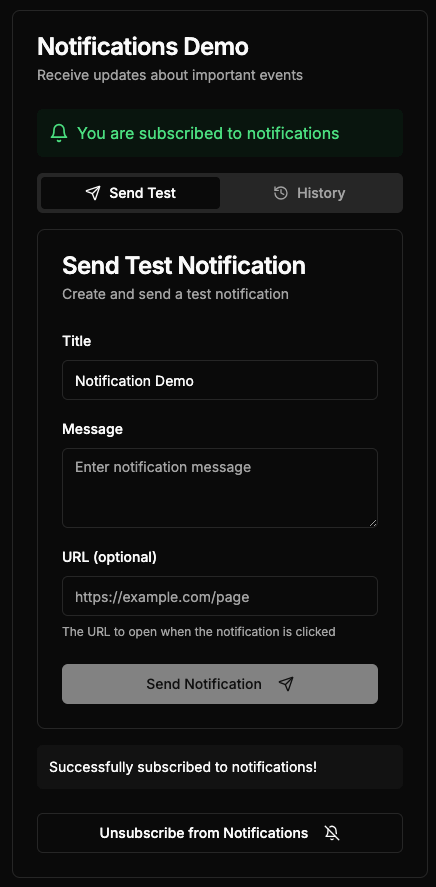 Notifications Demo
Receive updates about important events
You are subscribed to notifications
Send Test
History
Send Test Notification
Create and send a test notification
Title
Notification Demo
Message
Enter notification message
URL (optional)
https://example.com/page
The URL to open when the notification is clicked
Send Notification
Successfully subscribed to notifications!
Unsubscribe from Notifications